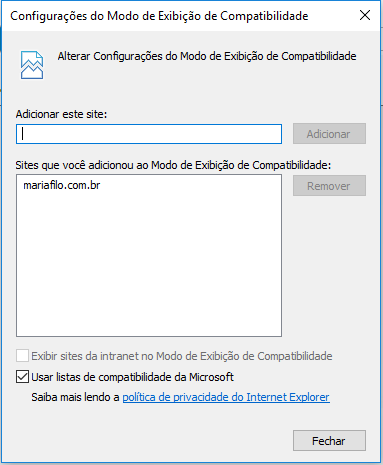 Configurações do Modo de Exibição de Compatibilidade
Alterar Configurações do Modo de Exibição de Compatibilidade
Adicionar este site:
Adicionar
Sites que você adicionou ao Modo de Exibição de Compatibilidade:
mariafilo.com.br
Remover
Exibir sites da intranet no Modo de Exibição de Compatibilidade
Usar listas de compatibilidade da Microsoft
Saiba mais lendo a política de privacidade do Internet Explorer
Fechar